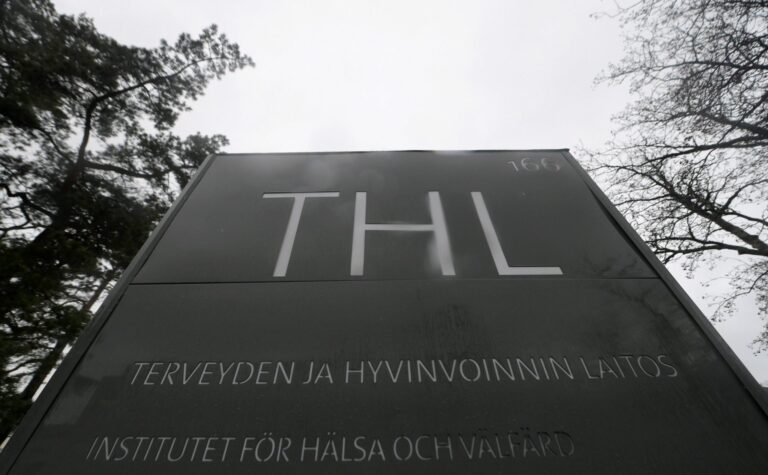 166
THL
TERVEYDEN JA HYVINVOINNIN LAITOS
INSTITUTET FÖR HÄLSA OCH VÄLFÄRD